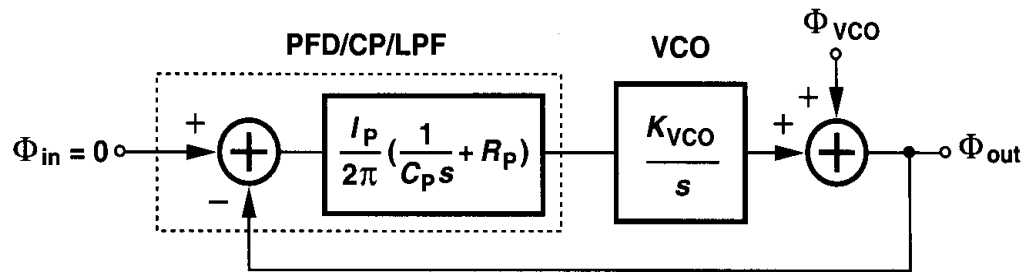 PFD/CP/LPF
VCO
Φ_VCO
Φ_in = 0
+
−
+
I_P/2π (1/(C_P s) + R_P)
K_VCO/s
+
+
+
Φ_out